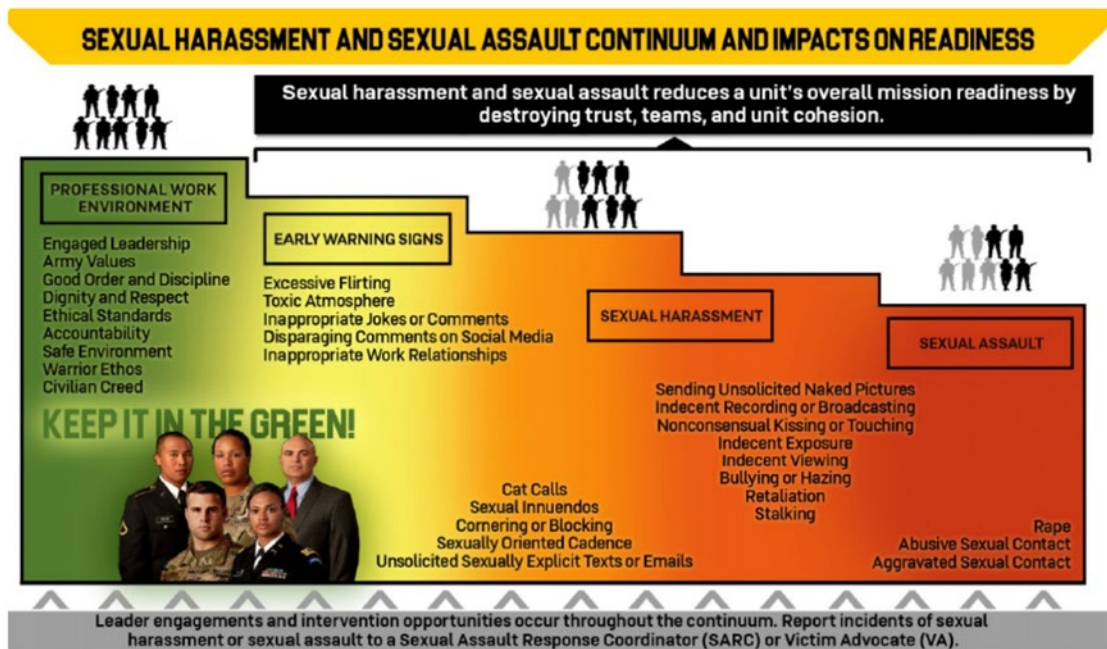 SEXUAL HARASSMENT AND SEXUAL ASSAULT CONTINUUM AND IMPACTS ON READINESS
Sexual harassment and sexual assault reduces a unit's overall mission readiness by
destroying trust, teams, and unit cohesion.
PROFESSIONAL WORK
ENVIRONMENT
Engaged Leadership
Army Values
Good Order and Discipline
Dignity and Respect
Ethical Standards
Accountability
Safe Environment
Warrior Ethos
Civilian Creed
KEEP IT IN THE GREEN!
EARLY WARNING SIGNS
Excessive Flirting
Toxic Atmosphere
Inappropriate Jokes or Comments
Disparaging Comments on Social Media
Inappropriate Work Relationships
Cat Calls
Sexual Innuendos
Cornering or Blocking
Sexually Oriented Cadence
Unsolicited Sexually Explicit Texts or Emails
SEXUAL HARASSMENT
Sending Unsolicited Naked Pictures
Indecent Recording or Broadcasting
Nonconsensual Kissing or Touching
Indecent Exposure
Indecent Viewing
Bullying or Hazing
Retaliation
Stalking
SEXUAL ASSAULT
Rape
Abusive Sexual Contact
Aggravated Sexual Contact
Leader engagements and intervention opportunities occur throughout the continuum. Report incidents of sexual
harassment or sexual assault to a Sexual Assault Response Coordinator (SARC) or Victim Advocate (VA).